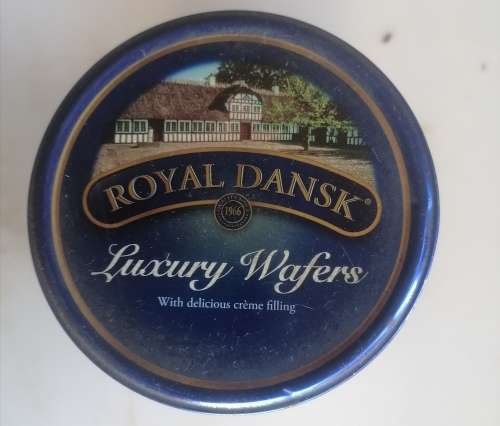 ROYAL DANSK®
1966
Luxury Wafers
With delicious crème filling